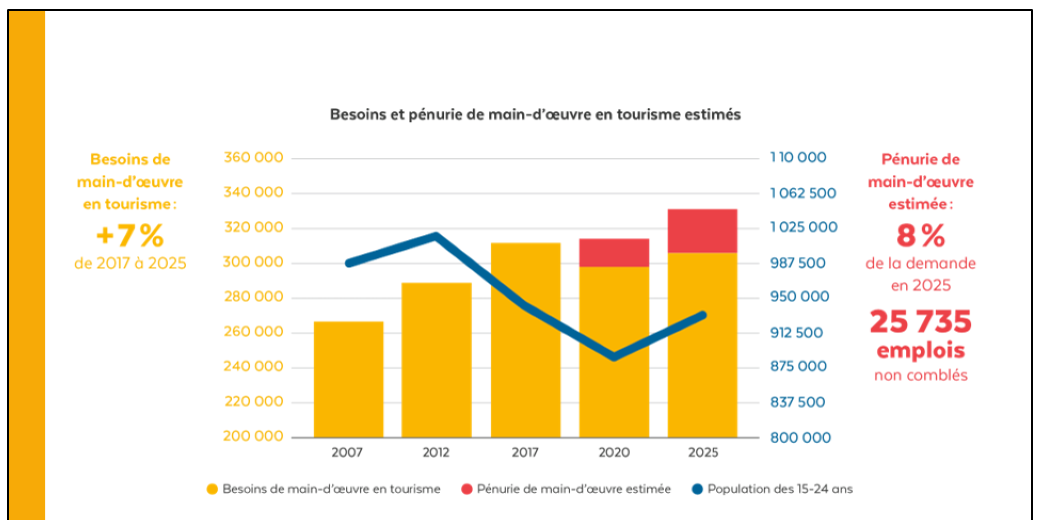 Besoins et pénurie de main-d'œuvre en tourisme estimés
Besoins de
main-d'œuvre
en tourisme :
+7 %
de 2017 à 2025
360 000
340 000
320 000
300 000
280 000
260 000
240 000
220 000
200 000
110 000
1 062 500
1 025 000
987 500
950 000
912 500
875 000
837 500
800 000
2007
2012
2017
2020
2025
Pénurie de
main-d'œuvre
estimée :
8 %
de la demande
en 2025
25 735
emplois
non comblés
Besoins de main-d'œuvre en tourisme
Pénurie de main-d'œuvre estimée
Population des 15-24 ans